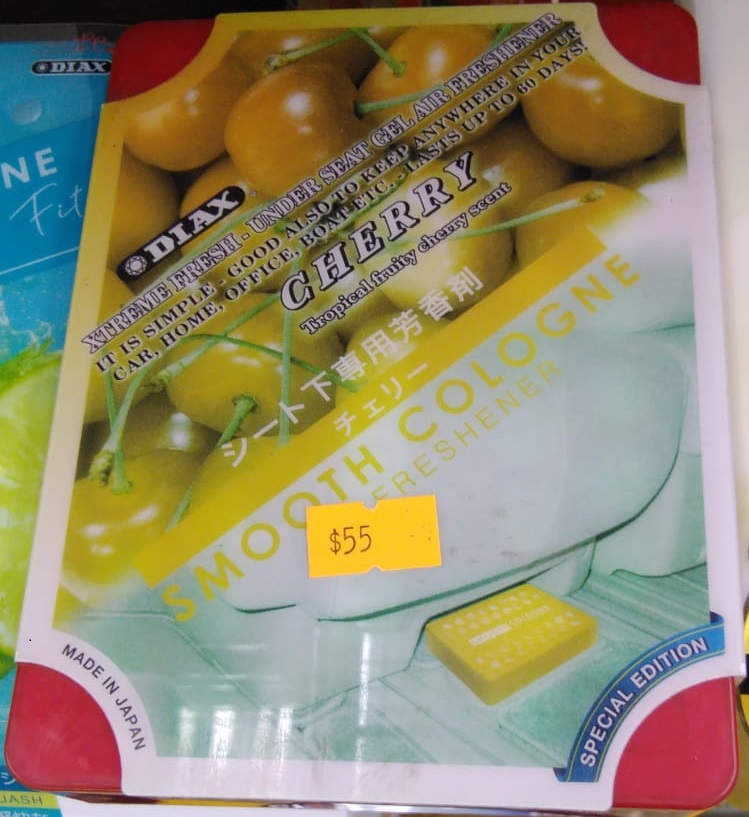 DIAX
XTREME FRESH - UNDER SEAT GEL AIR FRESHENER
IT IS SIMPLE - GOOD ALSO TO KEEP ANYWHERE IN YOUR
CAR, HOME, OFFICE, BOAT ETC. - LASTS UP TO 60 DAYS!
CHERRY
Tropical fruity cherry scent
シート下専用芳香剤
チェリー
SMOOTH COLOGNE
FRESHENER
$55
MADE IN JAPAN
SPECIAL EDITION
DIAX
NE
Fit
UASH